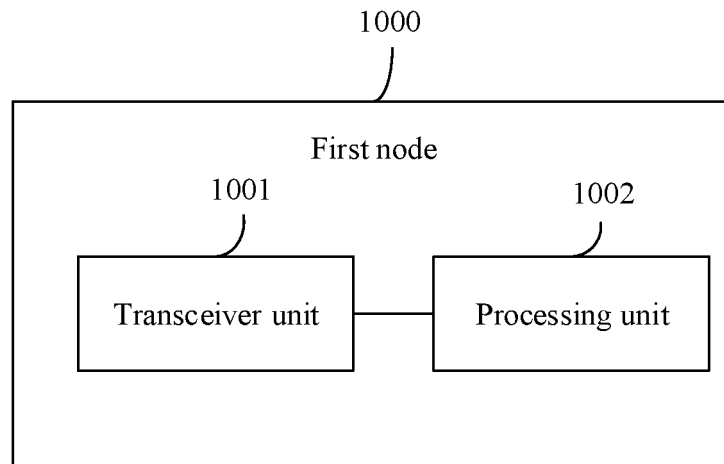 1000
First node
1001
1002
Transceiver unit
Processing unit